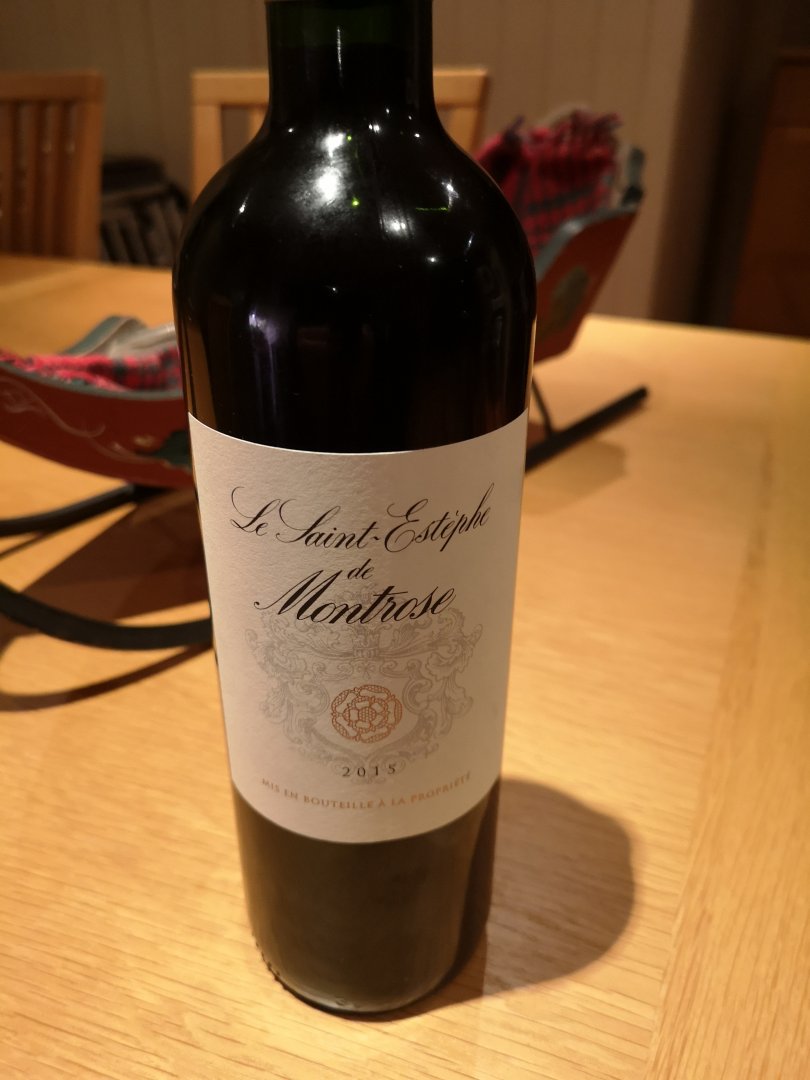 Le Saint-Estèphe
de
Montrose
2015
MIS EN BOUTEILLE À LA PROPRIÉTÉ